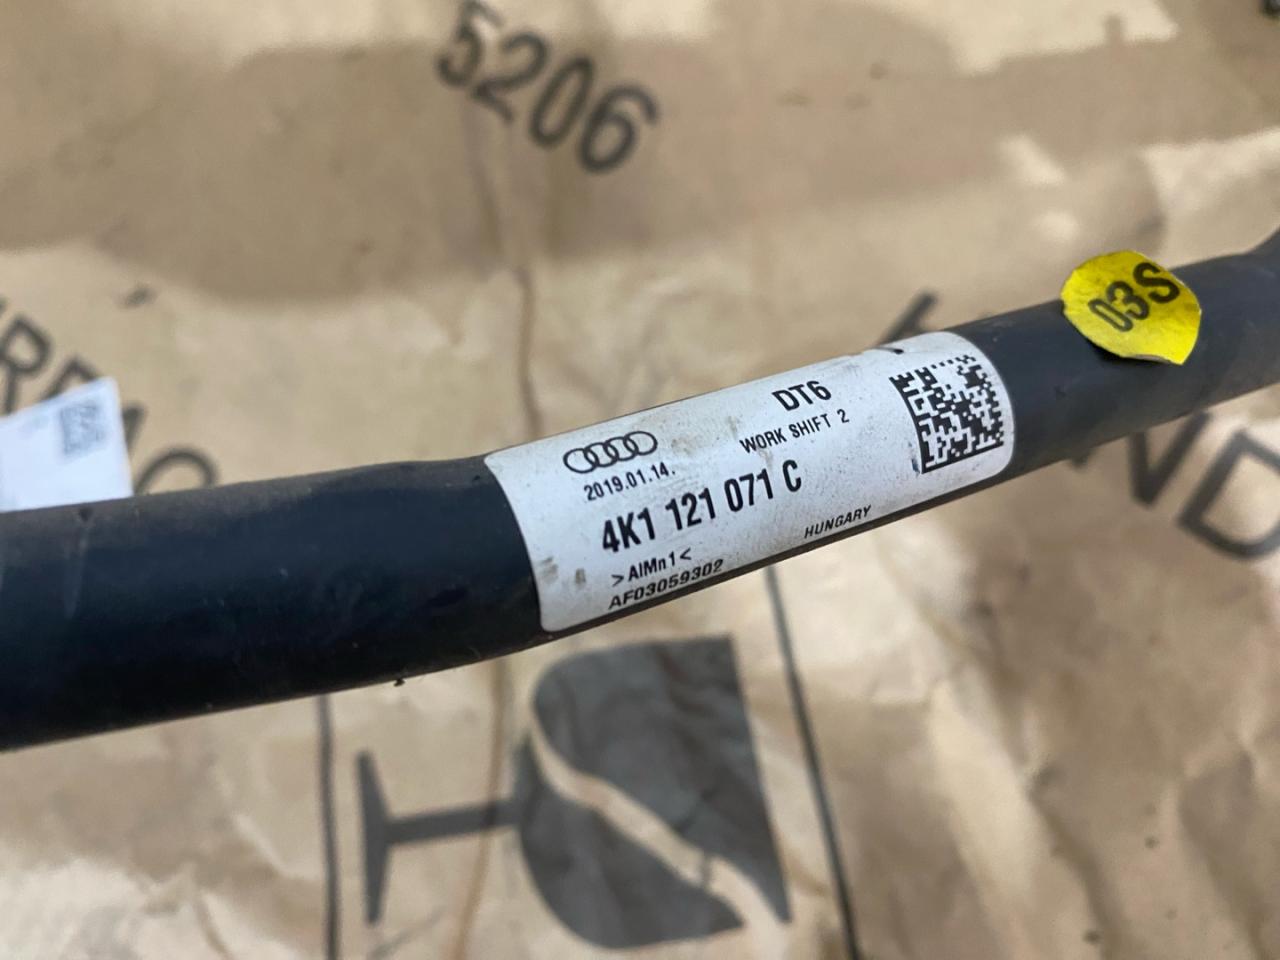 5206
03S
DT6
2019.01.14.
WORK SHIFT 2
4K1 121 071 C
>AlMn1<
HUNGARY
AF03059302